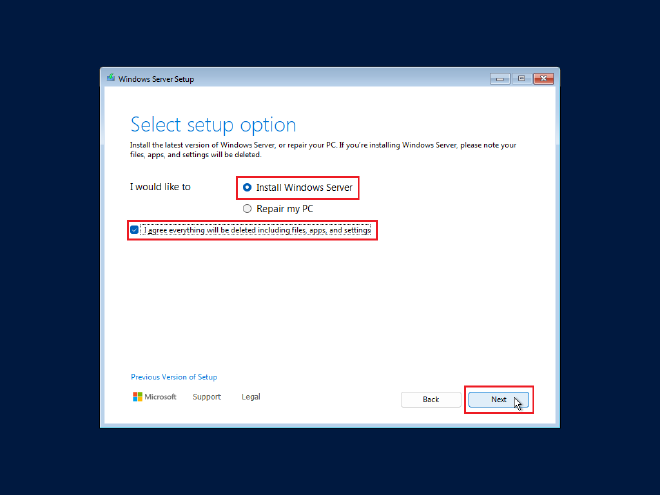 Windows Server Setup
Select setup option
Install the latest version of Windows Server, or repair your PC. If you're installing Windows Server, please note your
files, apps, and settings will be deleted.
I would like to
Install Windows Server
Repair my PC
I agree everything will be deleted including files, apps, and settings
Previous Version of Setup
Microsoft Support Legal
Back Next